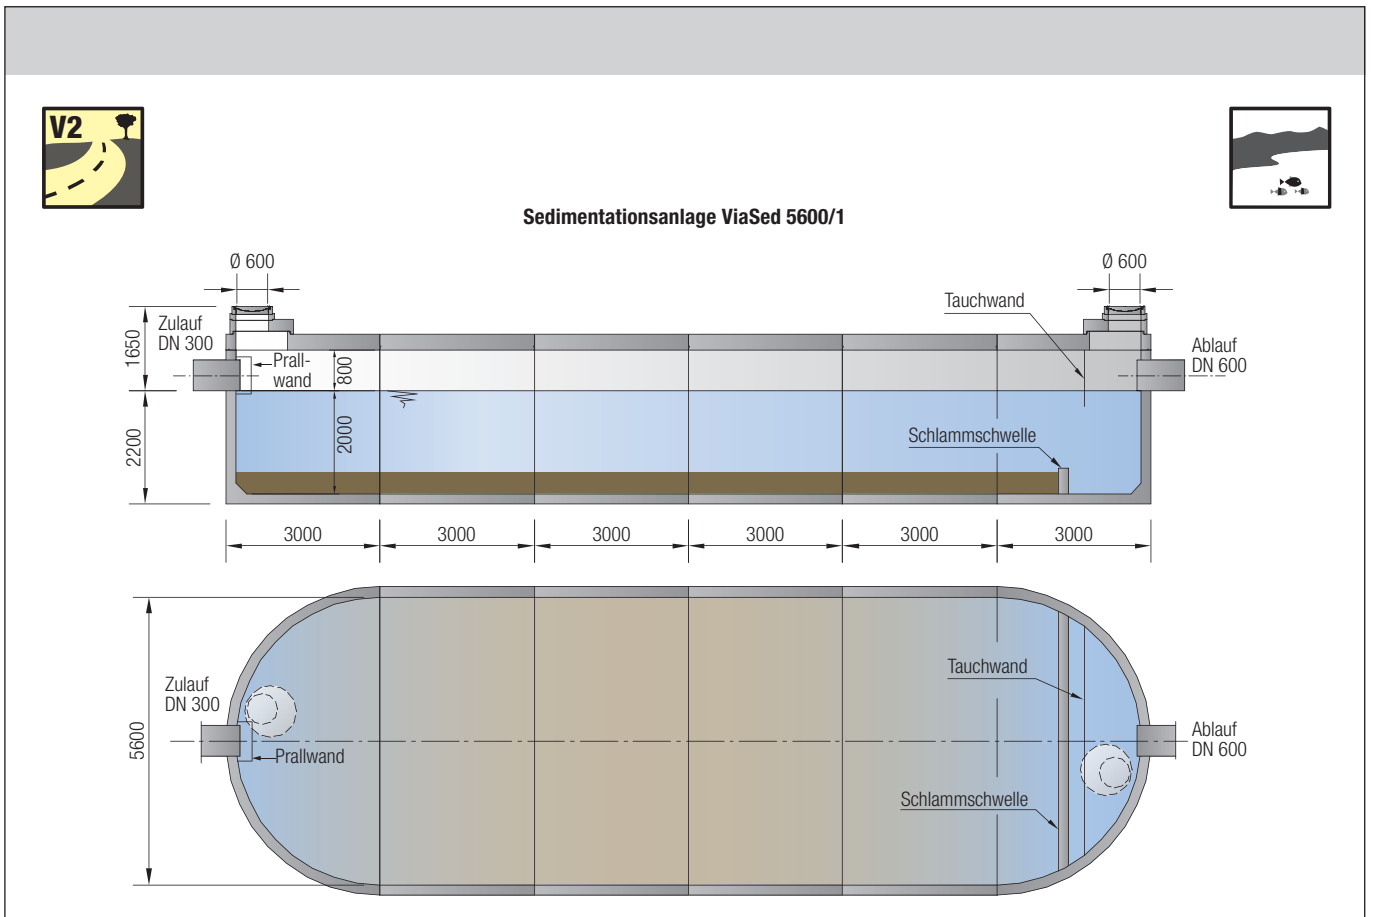 V2
Sedimentationsanlage ViaSed 5600/1
Ø 600
Ø 600
Zulauf
DN 300
Prall-
wand
Tauchwand
Ablauf
DN 600
1650
800
2200
2000
Schlammschwelle
3000
3000
3000
3000
3000
3000
Zulauf
DN 300
Prallwand
5600
Tauchwand
Ablauf
DN 600
Schlammschwelle